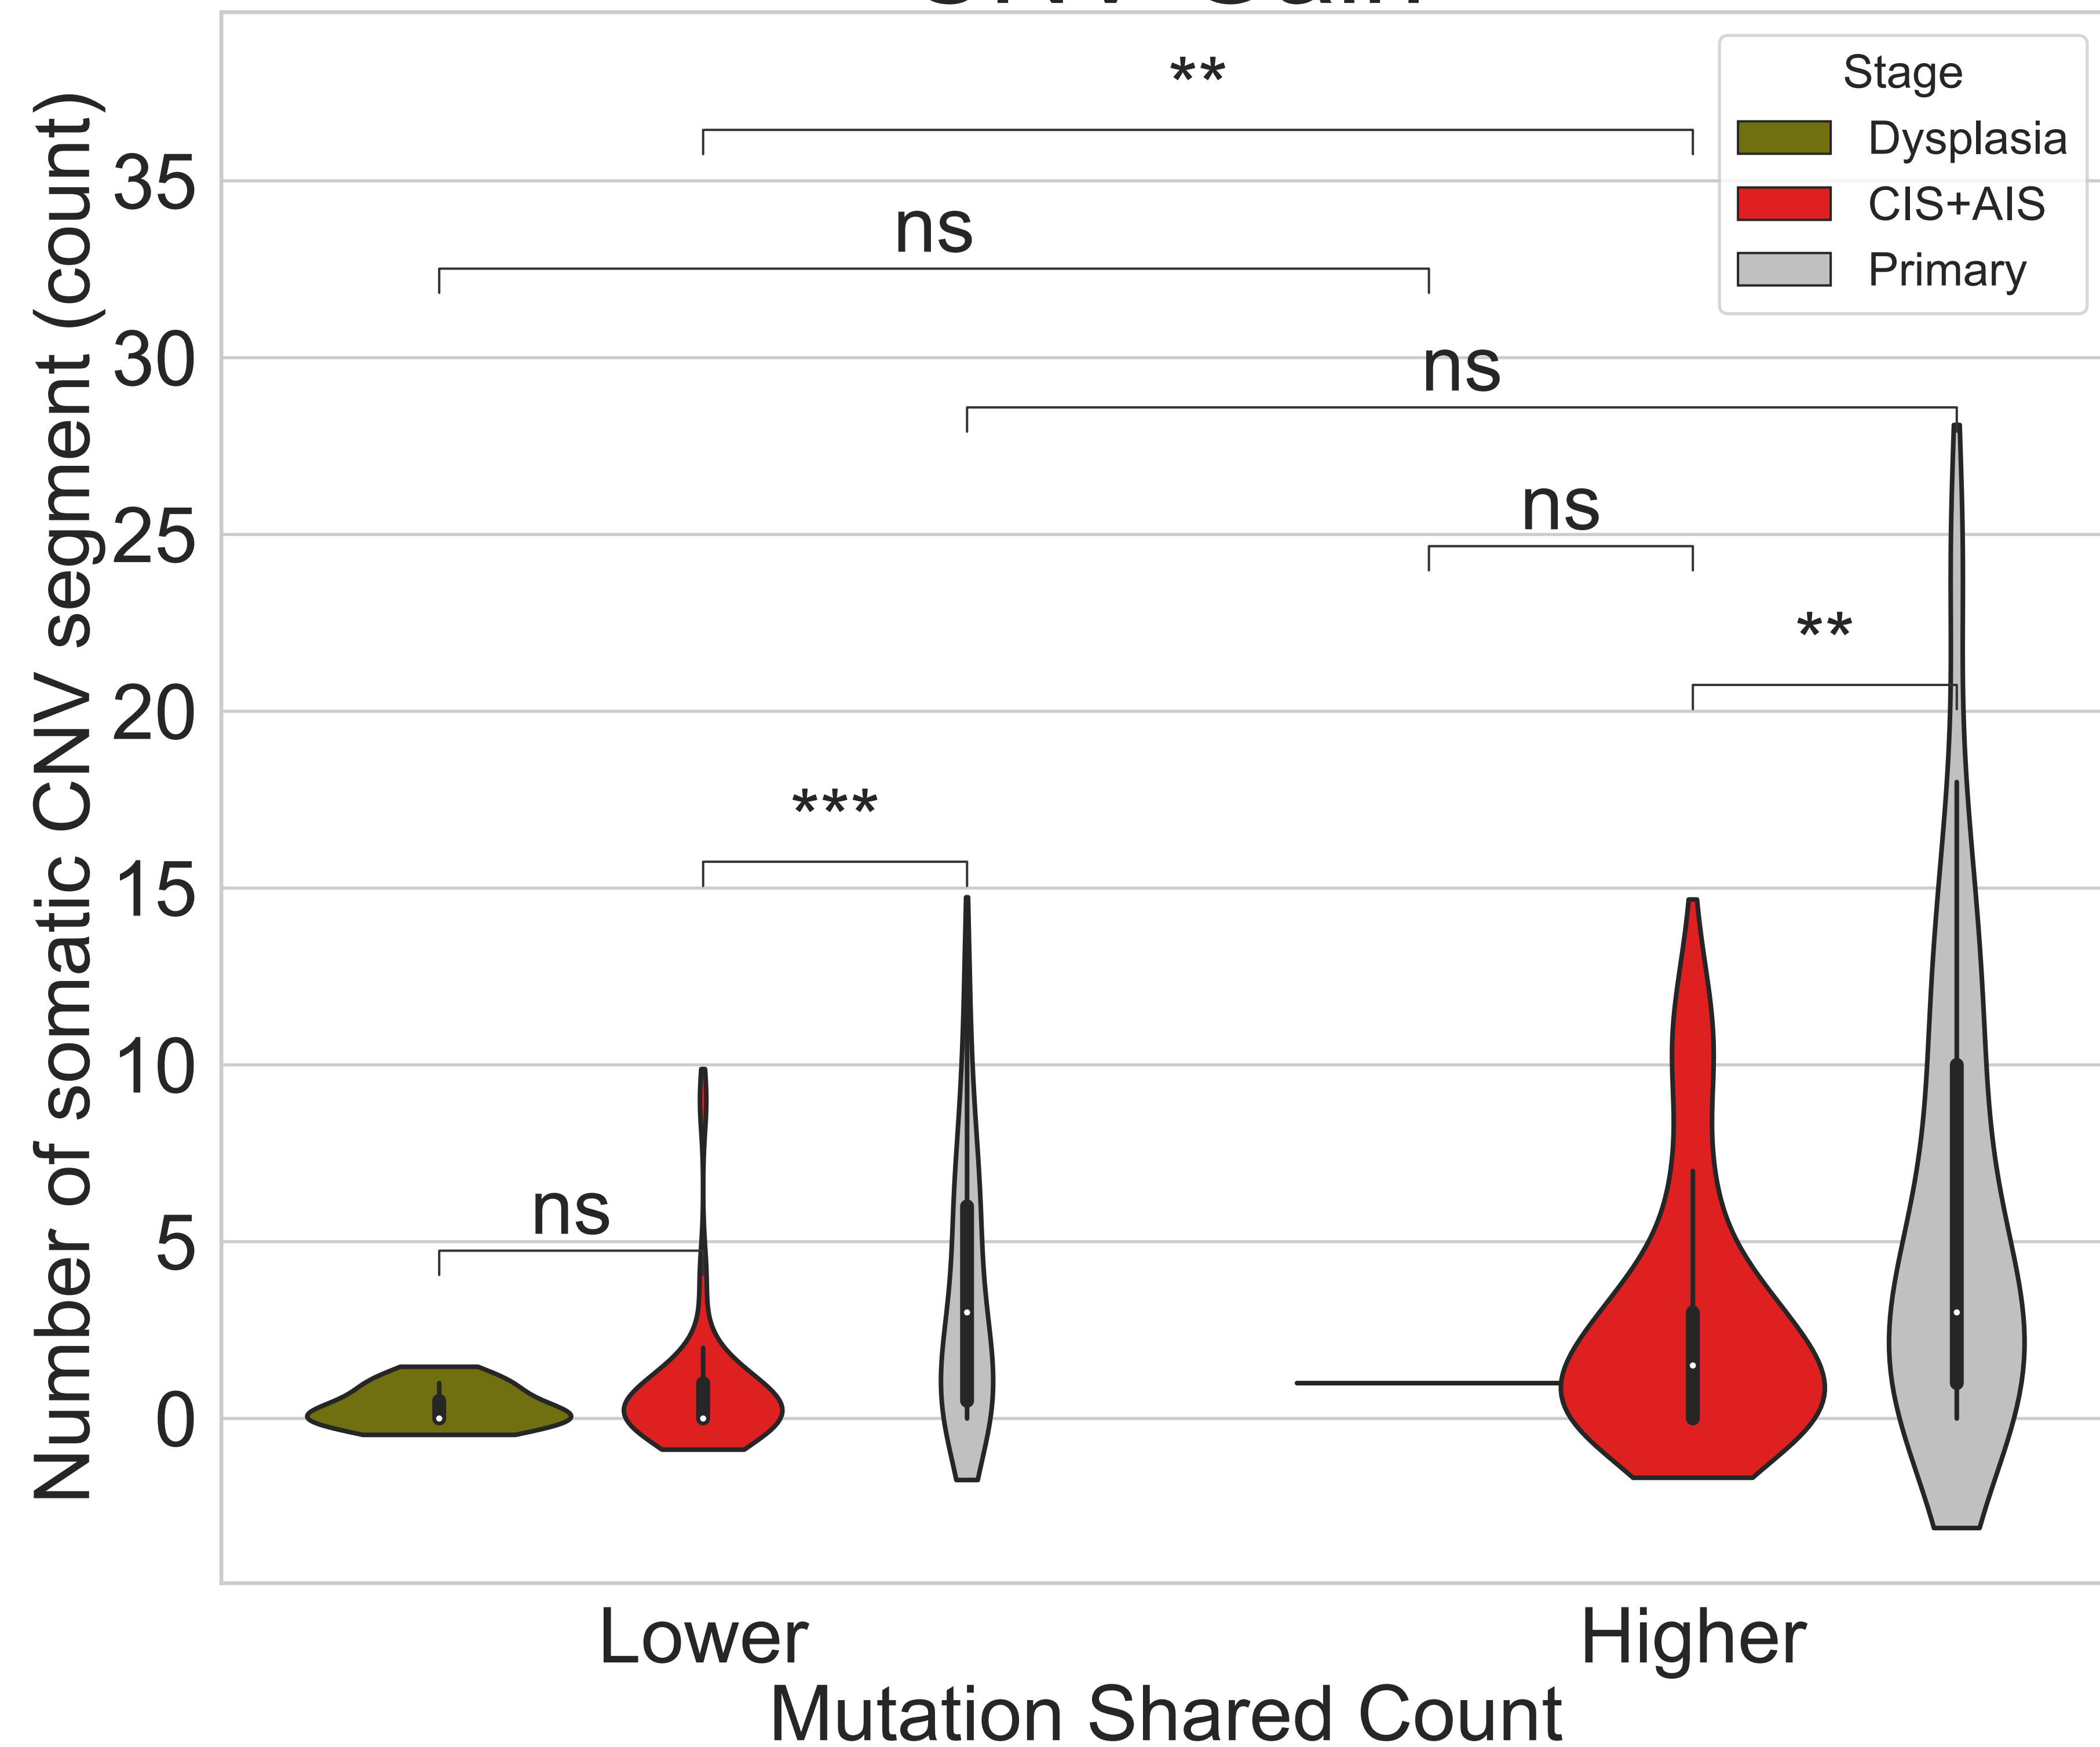 **
Stage
Dysplasia
CIS+AIS
Primary
ns
ns
ns
**
***
ns
35
30
25
20
15
10
5
0
Number of somatic CNV segment (count)
Lower
Higher
Mutation Shared Count